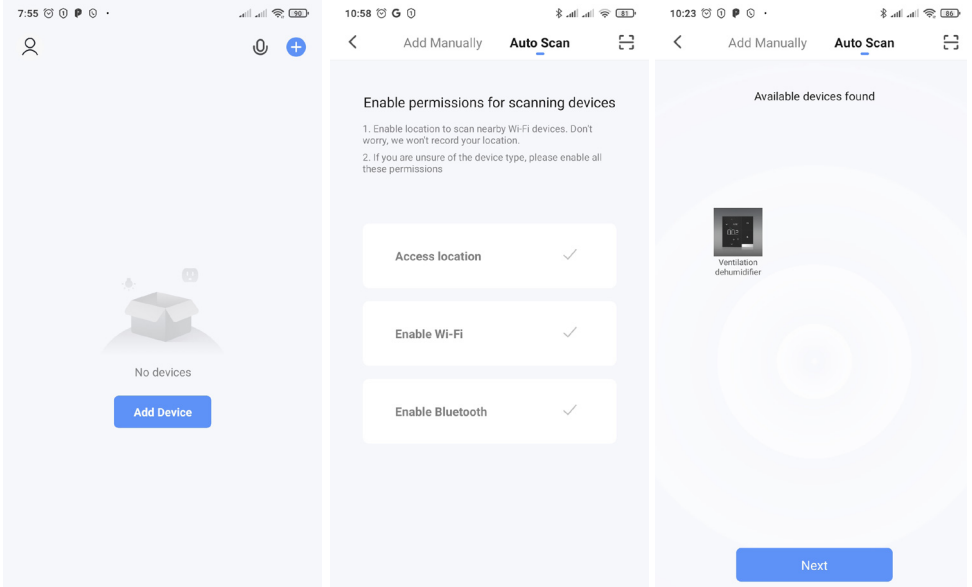 7:55
90
No devices
Add Device
10:58
G
81
Add Manually
Auto Scan
Enable permissions for scanning devices
1. Enable location to scan nearby Wi-Fi devices. Don't
worry, we won't record your location.
2. If you are unsure of the device type, please enable all
these permissions
Access location
Enable Wi-Fi
Enable Bluetooth
10:23
86
Add Manually
Auto Scan
Available devices found
Ventilation
dehumidifier
Next